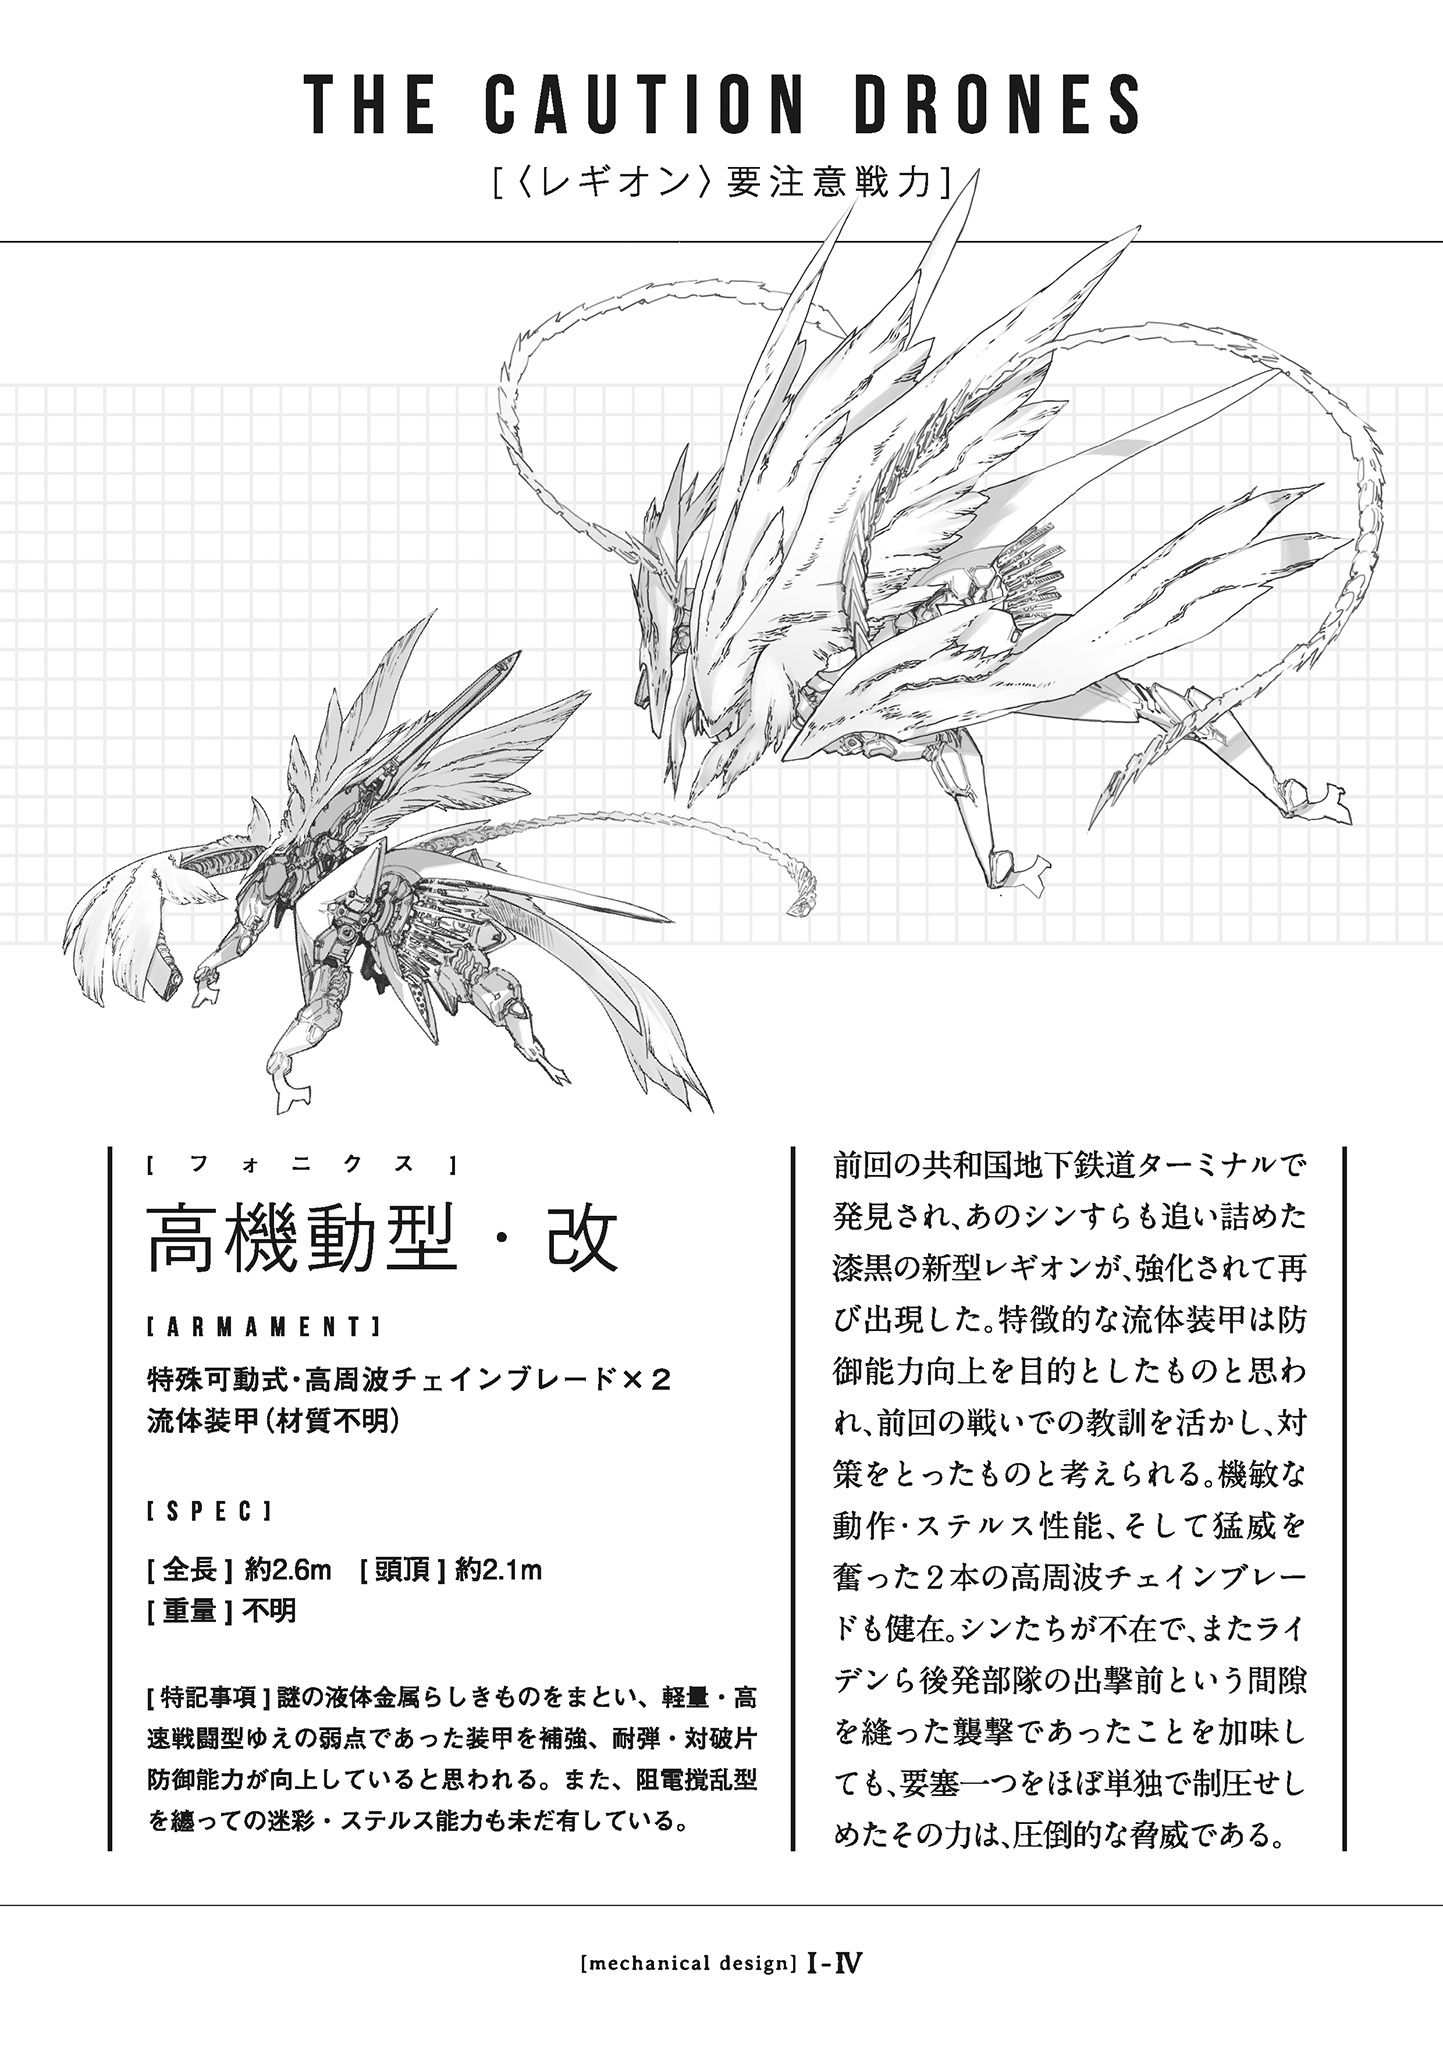 THE CAUTION DRONES
[〈レギオン〉要注意戦力]
[フォニクス]
高機動型・改
[ARMAMENT]
特殊可動式・高周波チェインブレード×2
流体装甲(材質不明)
[SPEC]
[全長]約2.6m [頭頂]約2.1m
[重量]不明
[特記事項]謎の液体金属らしきものをまとい、軽量・高
速戦闘型ゆえの弱点であった装甲を補強、耐弾・対破片
防御能力が向上していると思われる。また、阻電攪乱型
を纏っての迷彩・ステルス能力も未だ有している。
前回の共和国地下鉄道ターミナルで
発見され、あのシンすらも追い詰めた
漆黒の新型レギオンが、強化されて再
び出現した。特徴的な流体装甲は防
御能力向上を目的としたものと思わ
れ、前回の戦いでの教訓を活かし、対
策をとったものと考えられる。機敏な
動作・ステルス性能、そして猛威を
奮った2本の高周波チェインブレー
ドも健在。シンたちが不在で、またライ
デンら後発部隊の出撃前という間隙
を縫った襲撃であったことを加味し
ても、要塞一つをほぼ単独で制圧せし
めたその力は、圧倒的な脅威である。
[mechanical design] I-IV